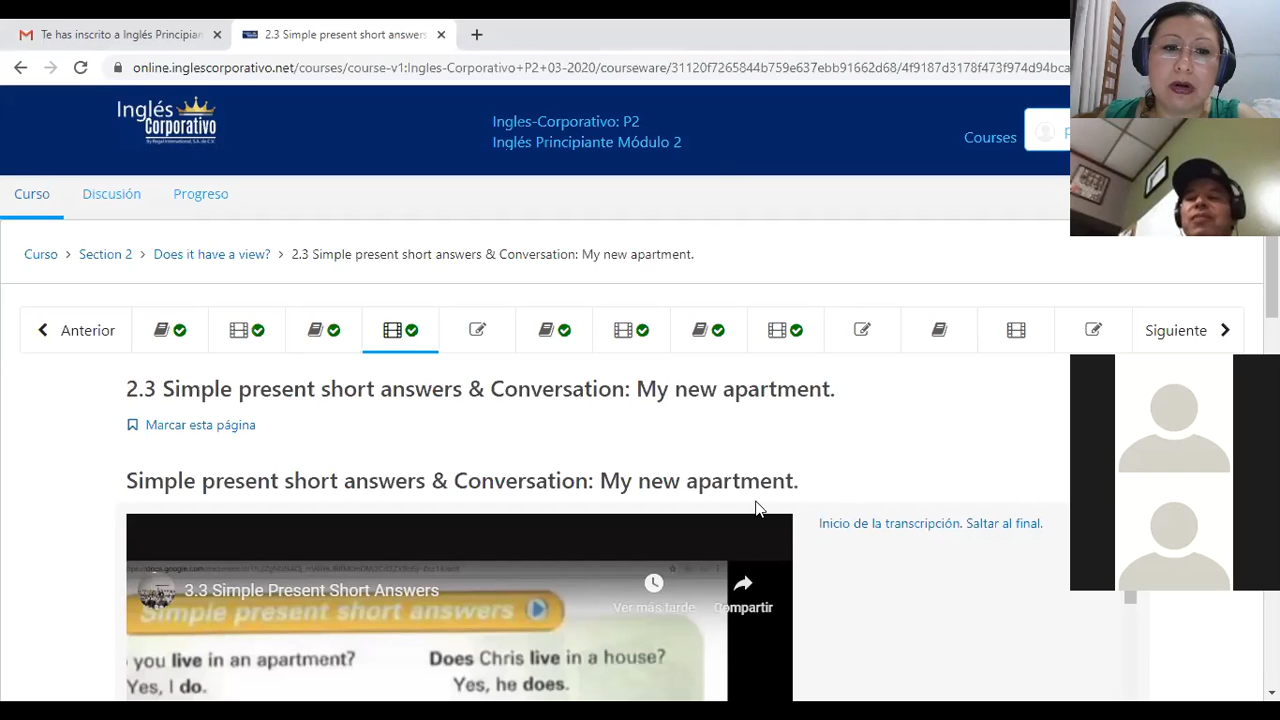 Te has inscrito a Inglés Principian
2.3 Simple present short answers
online.inglescorporativo.net/courses/course-v1:Ingles-Corporativo+P2+03-2020/courseware/31120f7265844b759e637ebb91662d68/4f9187d3178f473f974d94bca
Inglés
Corporativo
By Regal International, S.A. de C.V.
Ingles-Corporativo: P2
Inglés Principiante Módulo 2
Courses
Curso Discusión Progreso
Curso > Section 2 > Does it have a view? > 2.3 Simple present short answers & Conversation: My new apartment.
Anterior Siguiente
2.3 Simple present short answers & Conversation: My new apartment.
Marcar esta página
Simple present short answers & Conversation: My new apartment.
Inicio de la transcripción. Saltar al final.
3.3 Simple Present Short Answers
Ver más tarde Compartir
Simple present short answers
you live in an apartment? Does Chris live in a house?
Yes, I do. Yes, he does.